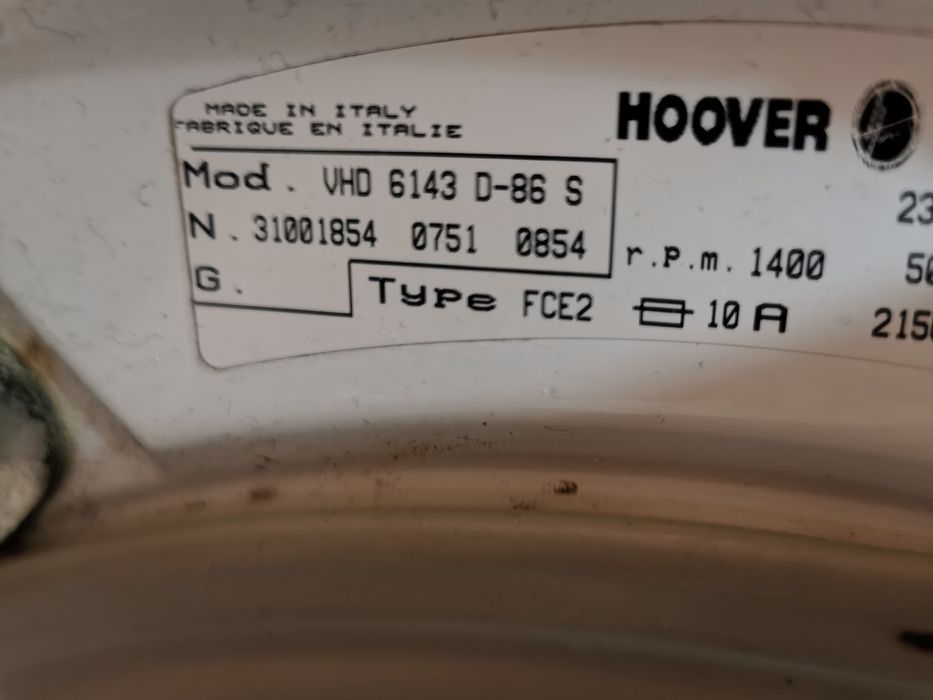 MADE IN ITALY
FABRIQUE EN ITALIE
HOOVER
Mod. VHD 6143 D-86 S
N. 31001854 0751 0854
r.p.m. 1400
G.
Type FCE2
10 A